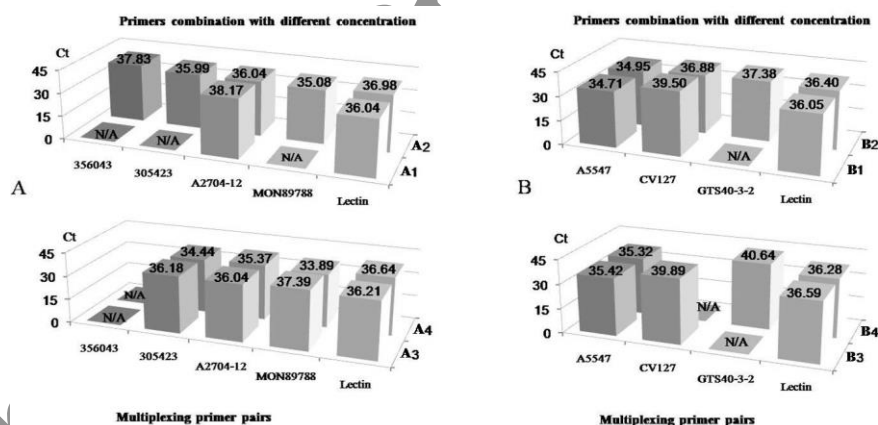 Primers combination with different concentration
Ct
45
30
15
0
37.83
35.99
36.04
35.08
36.98
N/A
N/A
38.17
N/A
36.04
356043
305423
A2704-12
MON89788
Lectin
A2
A1
A
Ct
45
30
15
0
N/A
34.44
35.37
33.89
36.64
N/A
36.18
36.04
37.39
36.21
356043
305423
A2704-12
MON89788
Lectin
A4
A3
Multiplexing primer pairs
Primers combination with different concentration
Ct
45
30
15
0
34.95
36.88
37.38
36.40
34.71
39.50
N/A
36.05
A5547
CV127
GTS40-3-2
Lectin
B2
B1
B
Ct
45
30
15
0
35.32
N/A
40.64
36.28
35.42
39.89
N/A
36.59
A5547
CV127
GTS40-3-2
Lectin
B4
B3
Multiplexing primer pairs